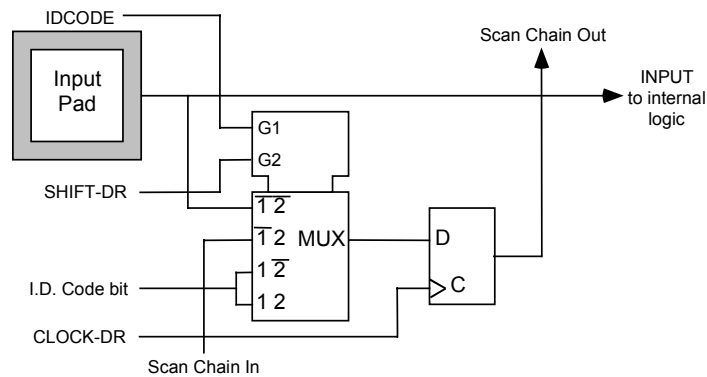 IDCODE
Scan Chain Out
Input
Pad
INPUT
to internal
logic
G1
G2
SHIFT-DR
1̅ 2̅
1̅ 2
MUX
D
1 2̅
I.D. Code bit
1 2
C
CLOCK-DR
Scan Chain In